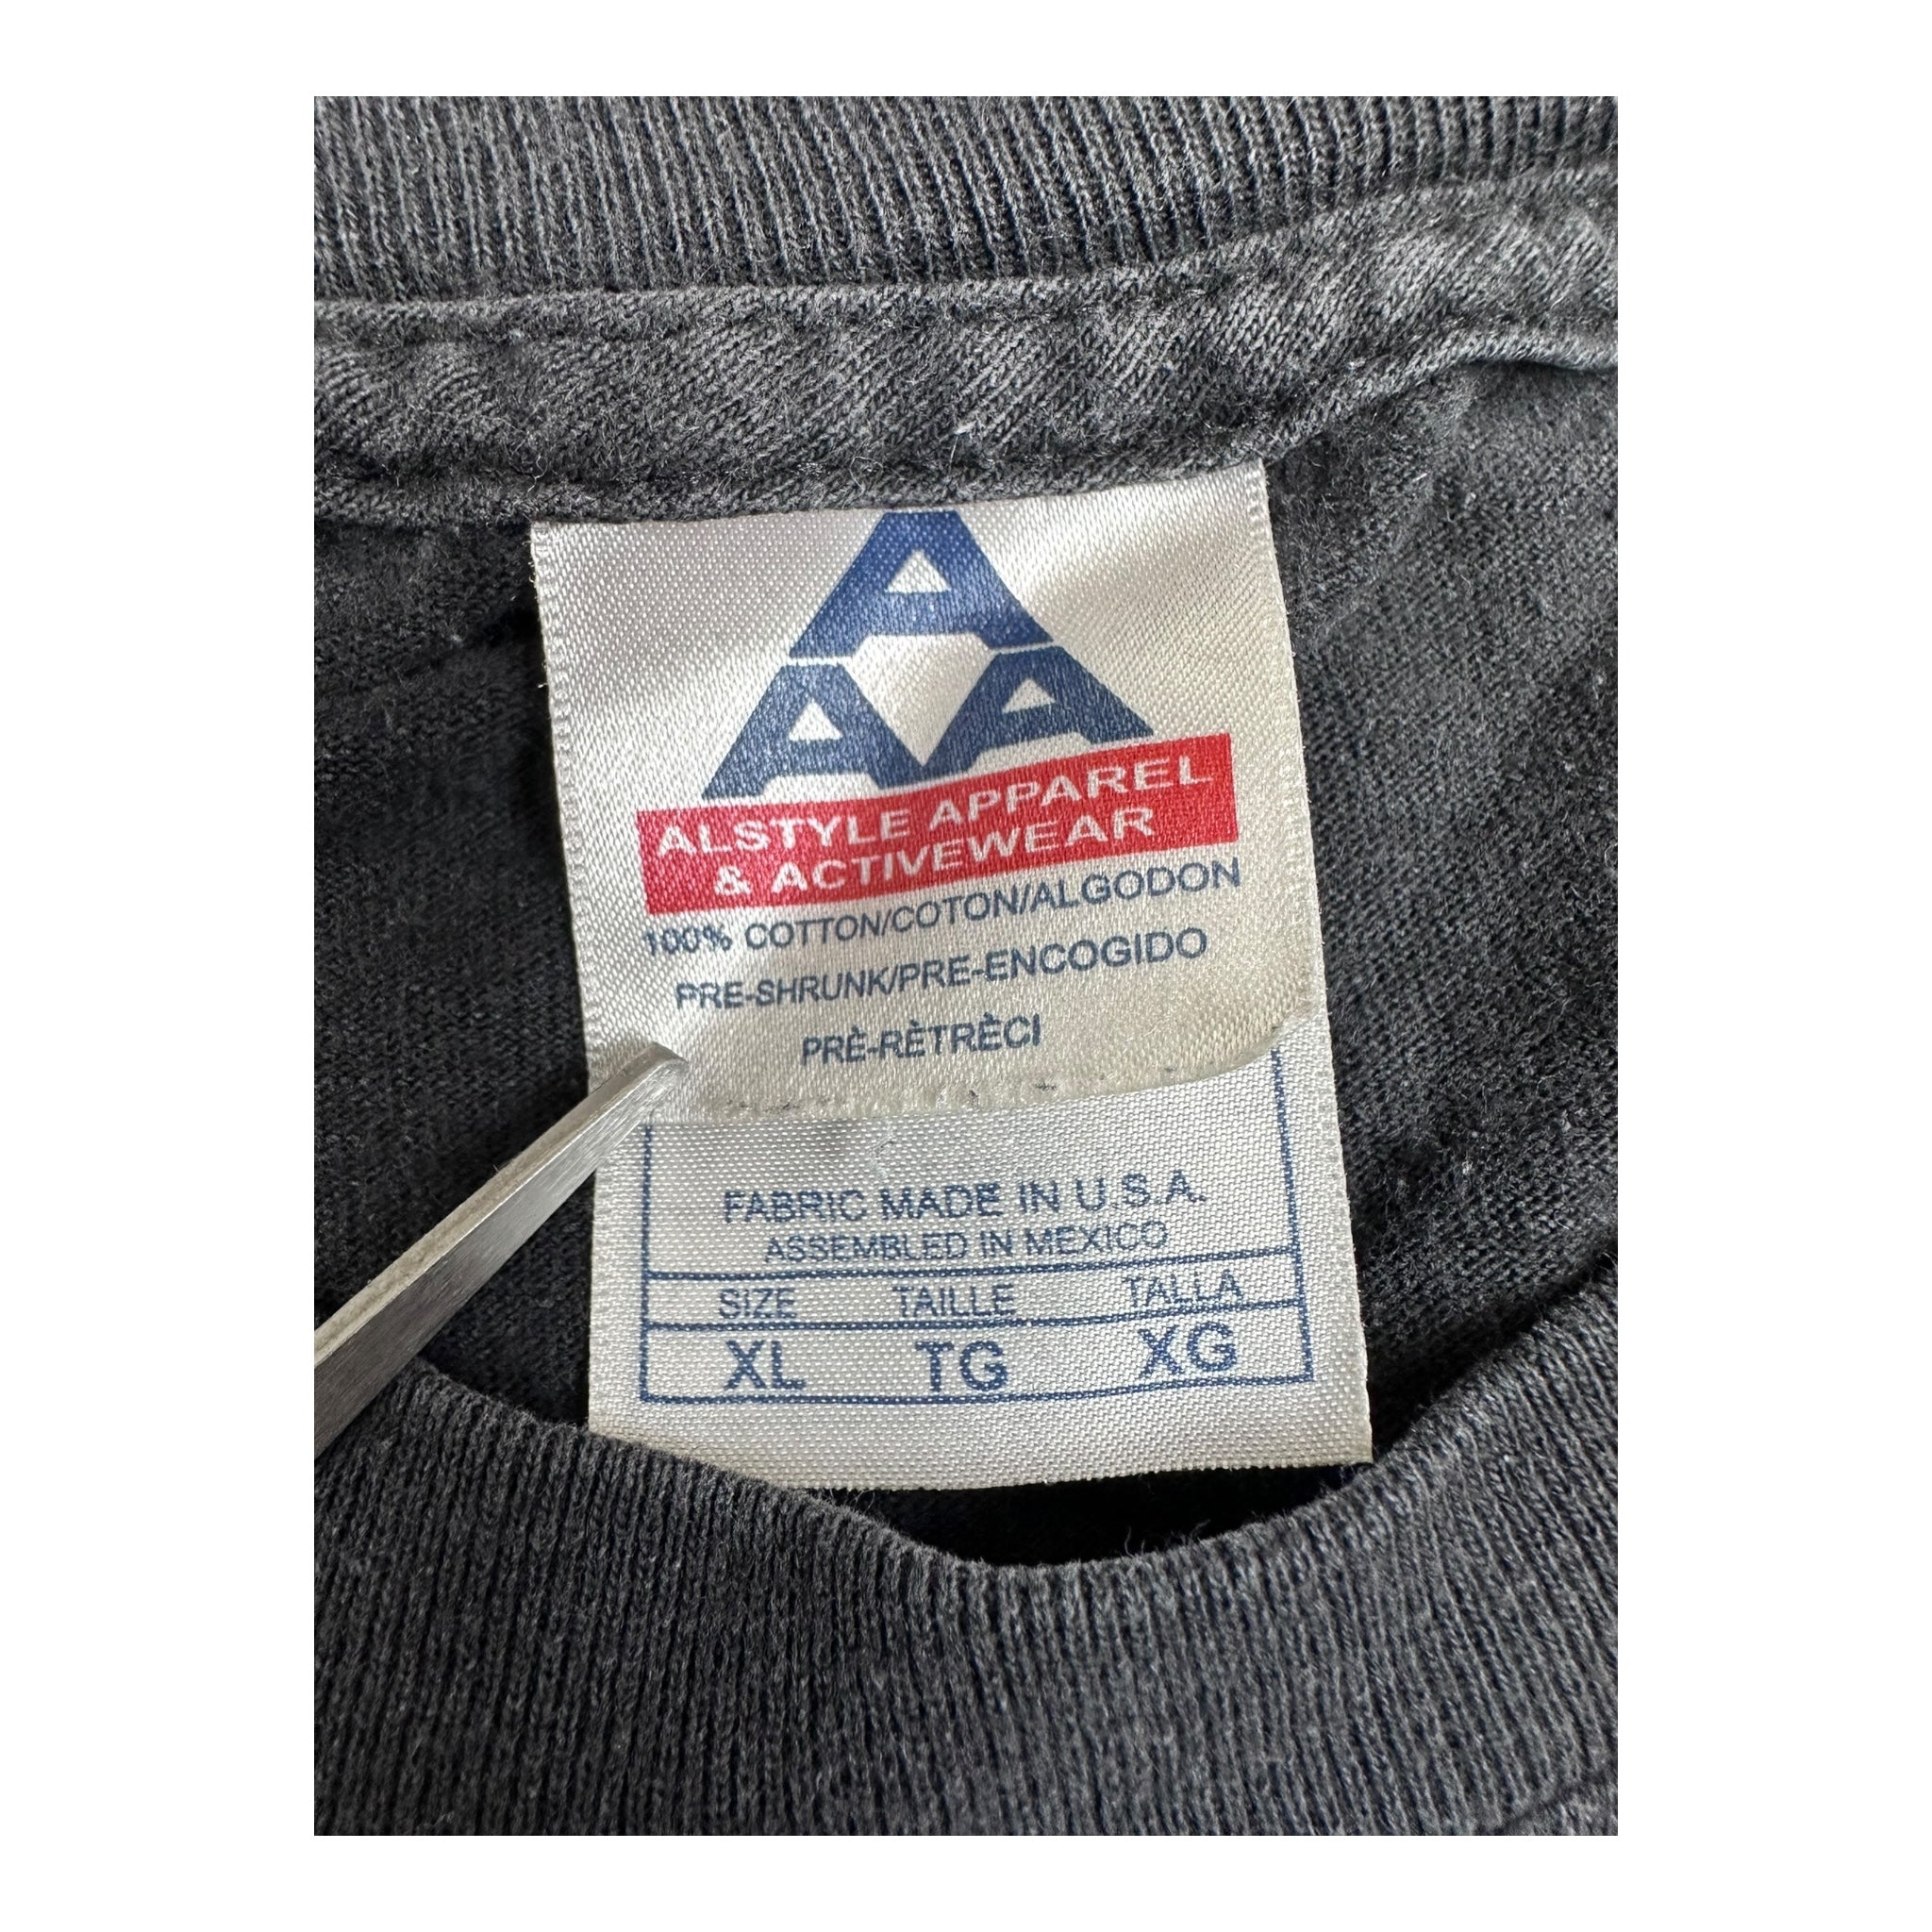 A
AA
ALSTYLE APPAREL
& ACTIVEWEAR
100% COTTON/COTON/ALGODON
PRE-SHRUNK/PRE-ENCOGIDO
PRÈ-RÈTRÈCI
FABRIC MADE IN U.S.A.
ASSEMBLED IN MEXICO
SIZE TAILLE TALLA
XL TG XG